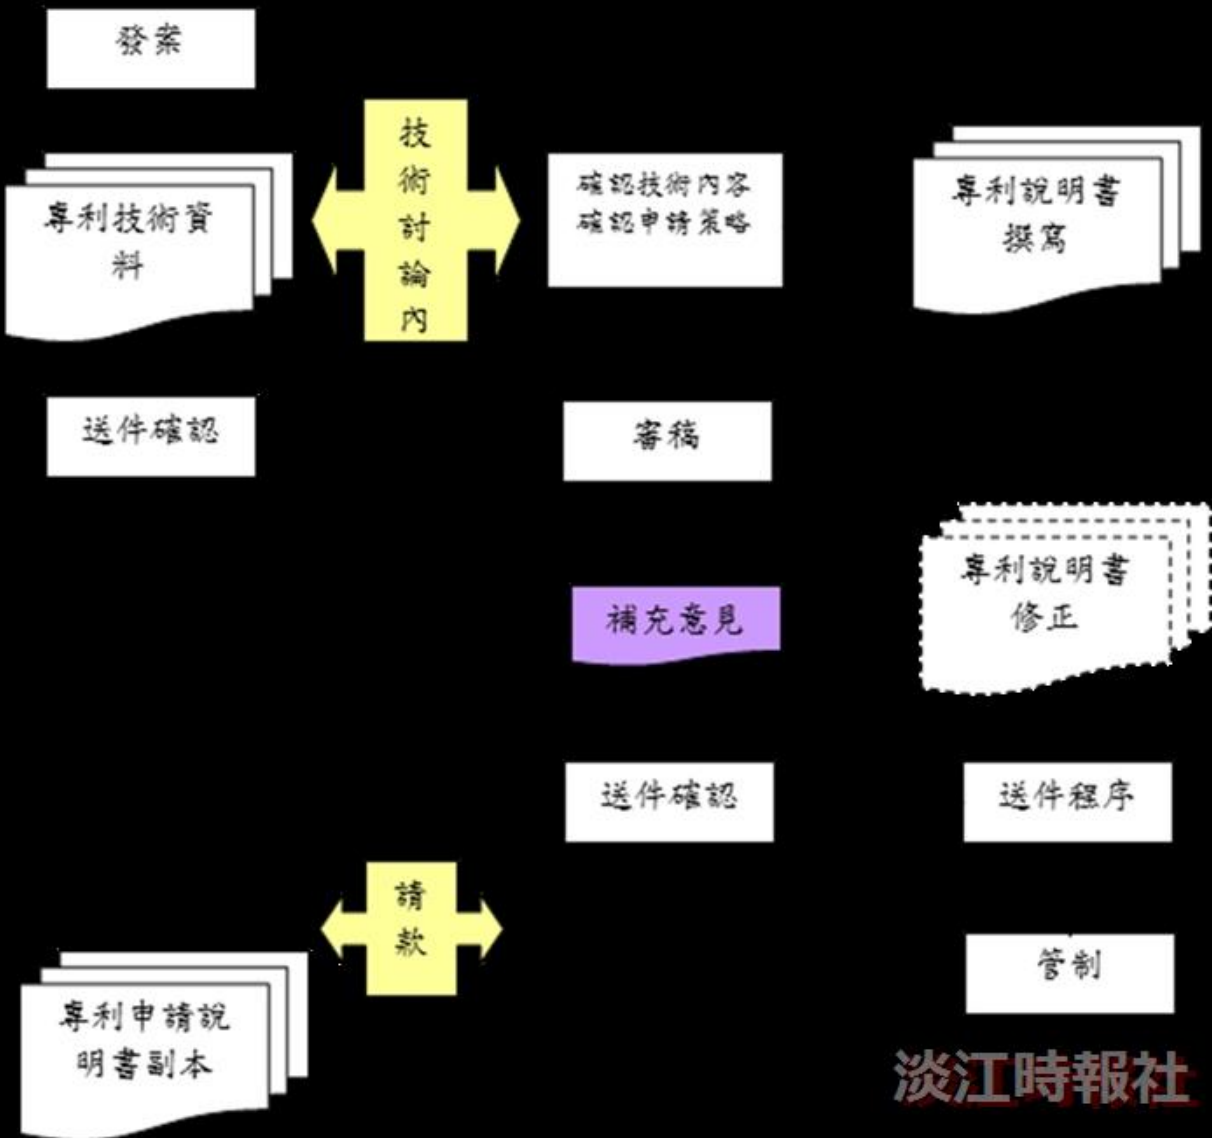 發案
專利技術資
料
技
術
討
論
內
確認技術內容
確認申請策略
專利說明書
撰寫
送件確認
審稿
補充意見
專利說明書
修正
送件確認
送件程序
請
款
管制
專利申請說
明書副本
淡江時報社